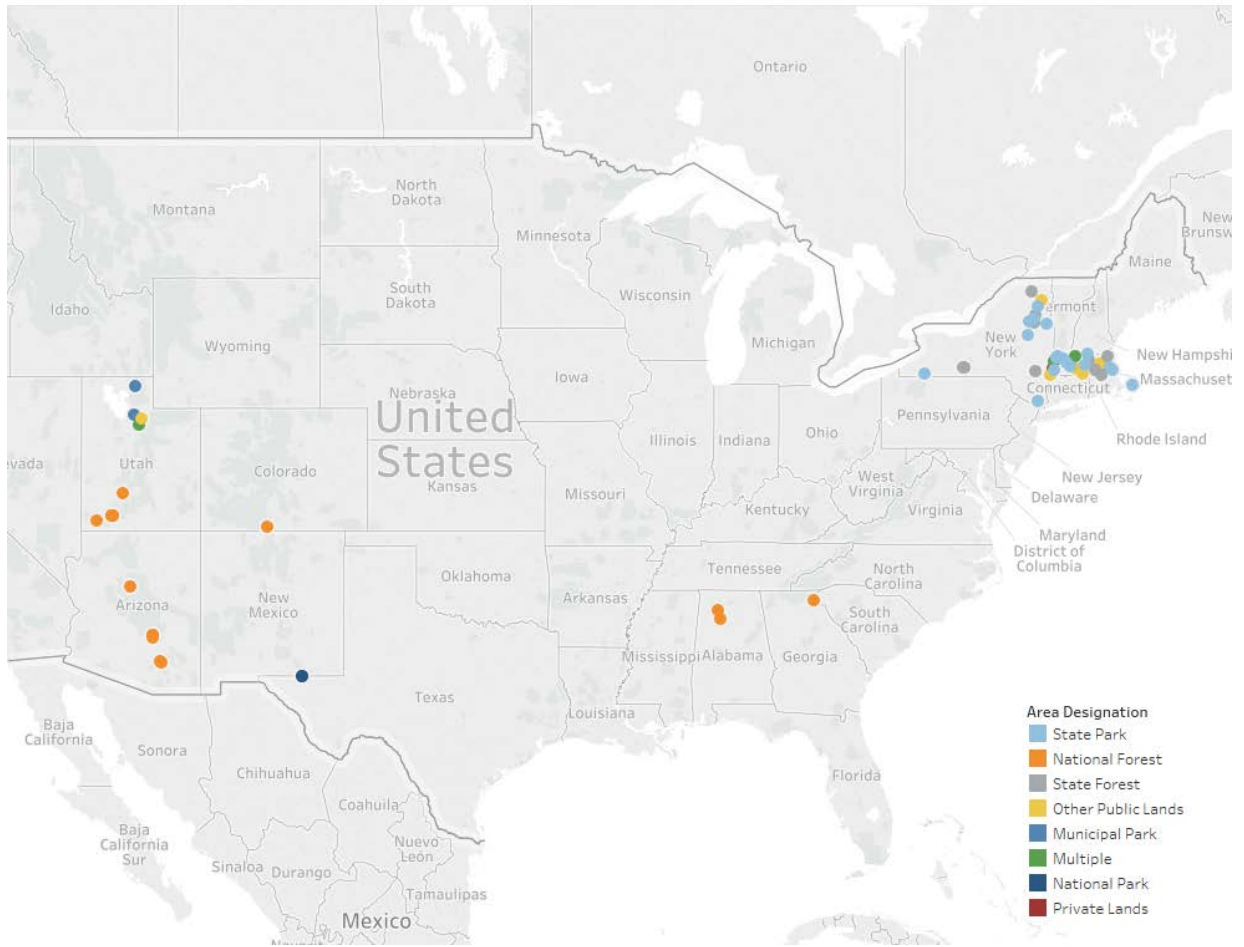 Ontario
North
Dakota
Montana
Minnesota
New
Brunsw
Maine
Idaho
South
Dakota
Wisconsin
Michigan
Vermont
New
York
Wyoming
New Hampshi
Massachuset
Connecticut
Iowa
Nebraska
Pennsylvania
Rhode Island
United
States
Illinois
Indiana
Ohio
evada
Utah
Colorado
Kansas
Missouri
West
Virginia
New Jersey
Delaware
Virginia
Kentucky
Maryland
District of
Columbia
Tennessee
North
Carolina
Oklahoma
Arkansas
Arizona
New
Mexico
South
Carolina
Mississippi
Alabama
Georgia
Texas
Louisiana
Baja
California
Sonora
Chihuahua
Florida
Coahuila
Baja
California
Sur
Nuevo
León
Sinaloa
Durango
Tamaulipas
Mexico
Area Designation
State Park
National Forest
State Forest
Other Public Lands
Municipal Park
Multiple
National Park
Private Lands